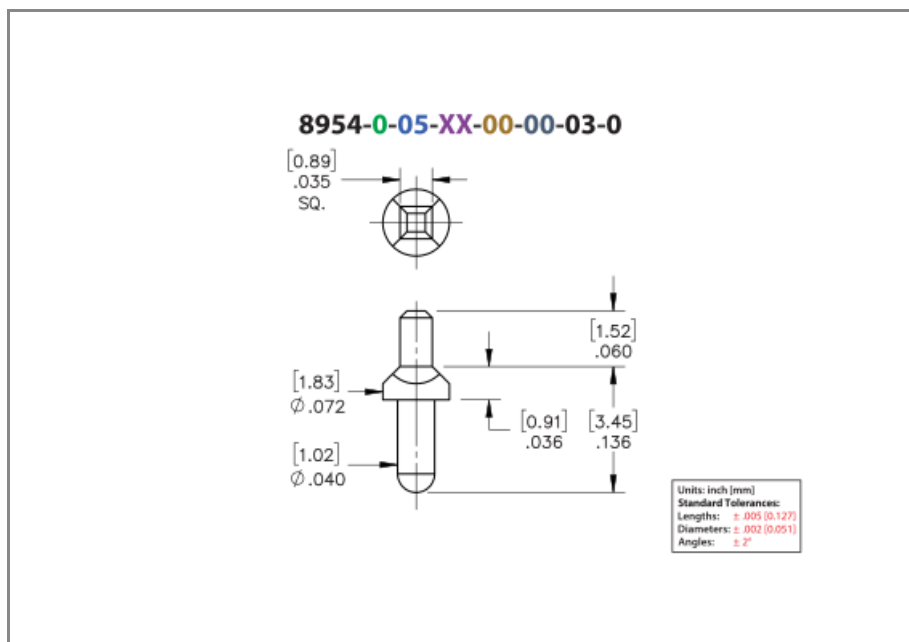 8954-0-05-XX-00-00-03-0
[0.89]
.035
SQ.
[1.52]
.060
[1.83]
Ø.072
[0.91]
.036
[3.45]
.136
[1.02]
Ø.040
Units: inch [mm]
Standard Tolerances:
Lengths: ± .005 [0.127]
Diameters: ± .002 [0.051]
Angles: ± 2°